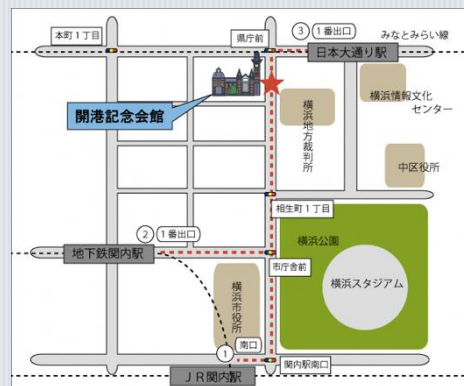 本町１丁目
県庁前
③
１番出口
みなとみらい線
日本大通り駅
開港記念会館
横浜地方裁判所
横浜情報文化
センター
中区役所
相生町１丁目
②
１番出口
地下鉄関内駅
市庁舎前
横浜公園
横浜スタジアム
横浜市役所
①
南口
関内駅南口
ＪＲ関内駅